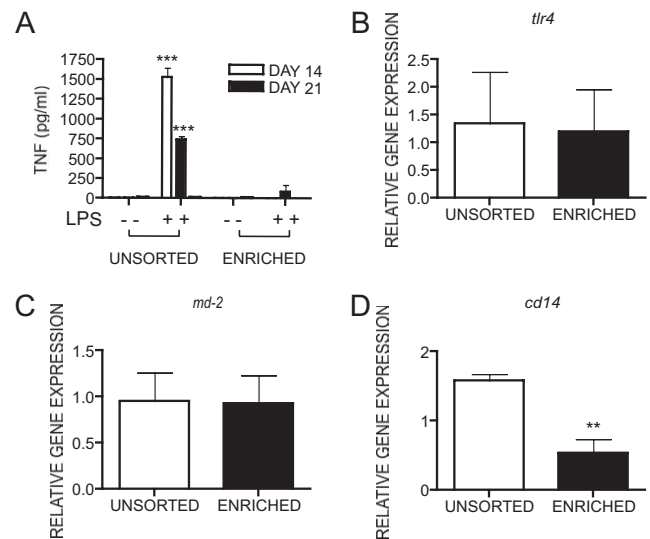 A
TNF (pg/ml)
1750
1500
1250
1000
750
500
250
0
***
***
DAY 14
DAY 21
LPS
- -
+ +
- -
+ +
UNSORTED
ENRICHED
B
tlr4
RELATIVE GENE EXPRESSION
2.5
2.0
1.5
1.0
0.5
0.0
UNSORTED
ENRICHED
C
md-2
RELATIVE GENE EXPRESSION
1.5
1.0
0.5
0.0
UNSORTED
ENRICHED
D
cd14
RELATIVE GENE EXPRESSION
2
1
0
**
UNSORTED
ENRICHED